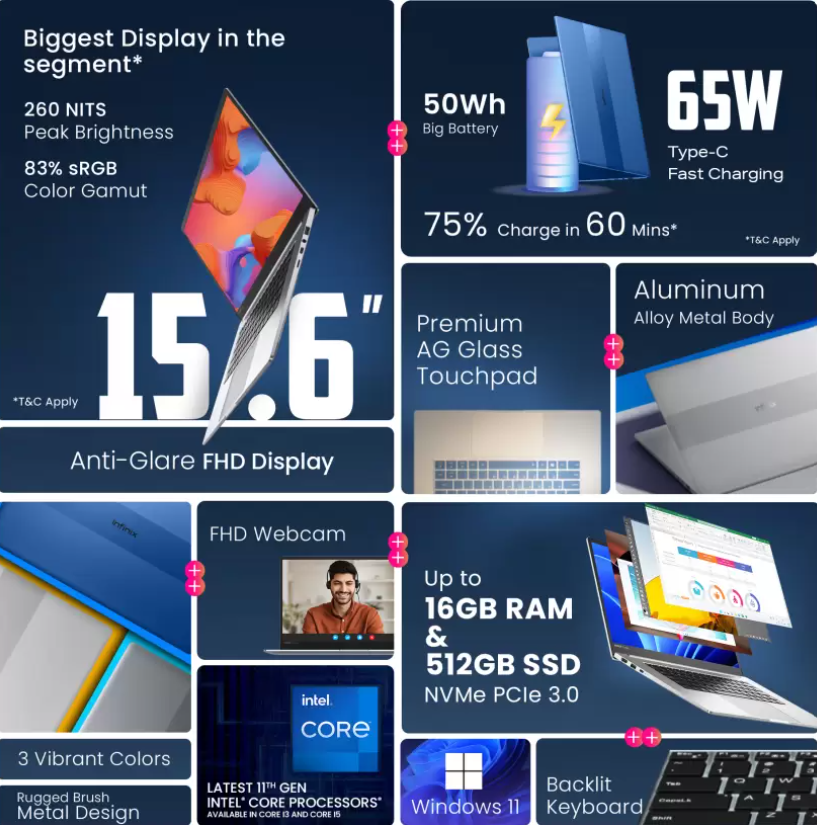 Biggest Display in the
segment*
260 NITS
Peak Brightness
83% sRGB
Color Gamut
15.6"
*T&C Apply
Anti-Glare FHD Display
50Wh
Big Battery
65W
Type-C
Fast Charging
75% Charge in 60 Mins*
*T&C Apply
Premium
AG Glass
Touchpad
Aluminum
Alloy Metal Body
Infinix
Infinix
3 Vibrant Colors
Rugged Brush
Metal Design
FHD Webcam
intel.
CORE
LATEST 11TH GEN
INTEL® CORE PROCESSORS*
AVAILABLE IN CORE I3 AND CORE I5
Up to
16GB RAM
&
512GB SSD
NVMe PCIe 3.0
Windows 11
Backlit
Keyboard
Tab
Q
W
CapsLk
A
S
Shift